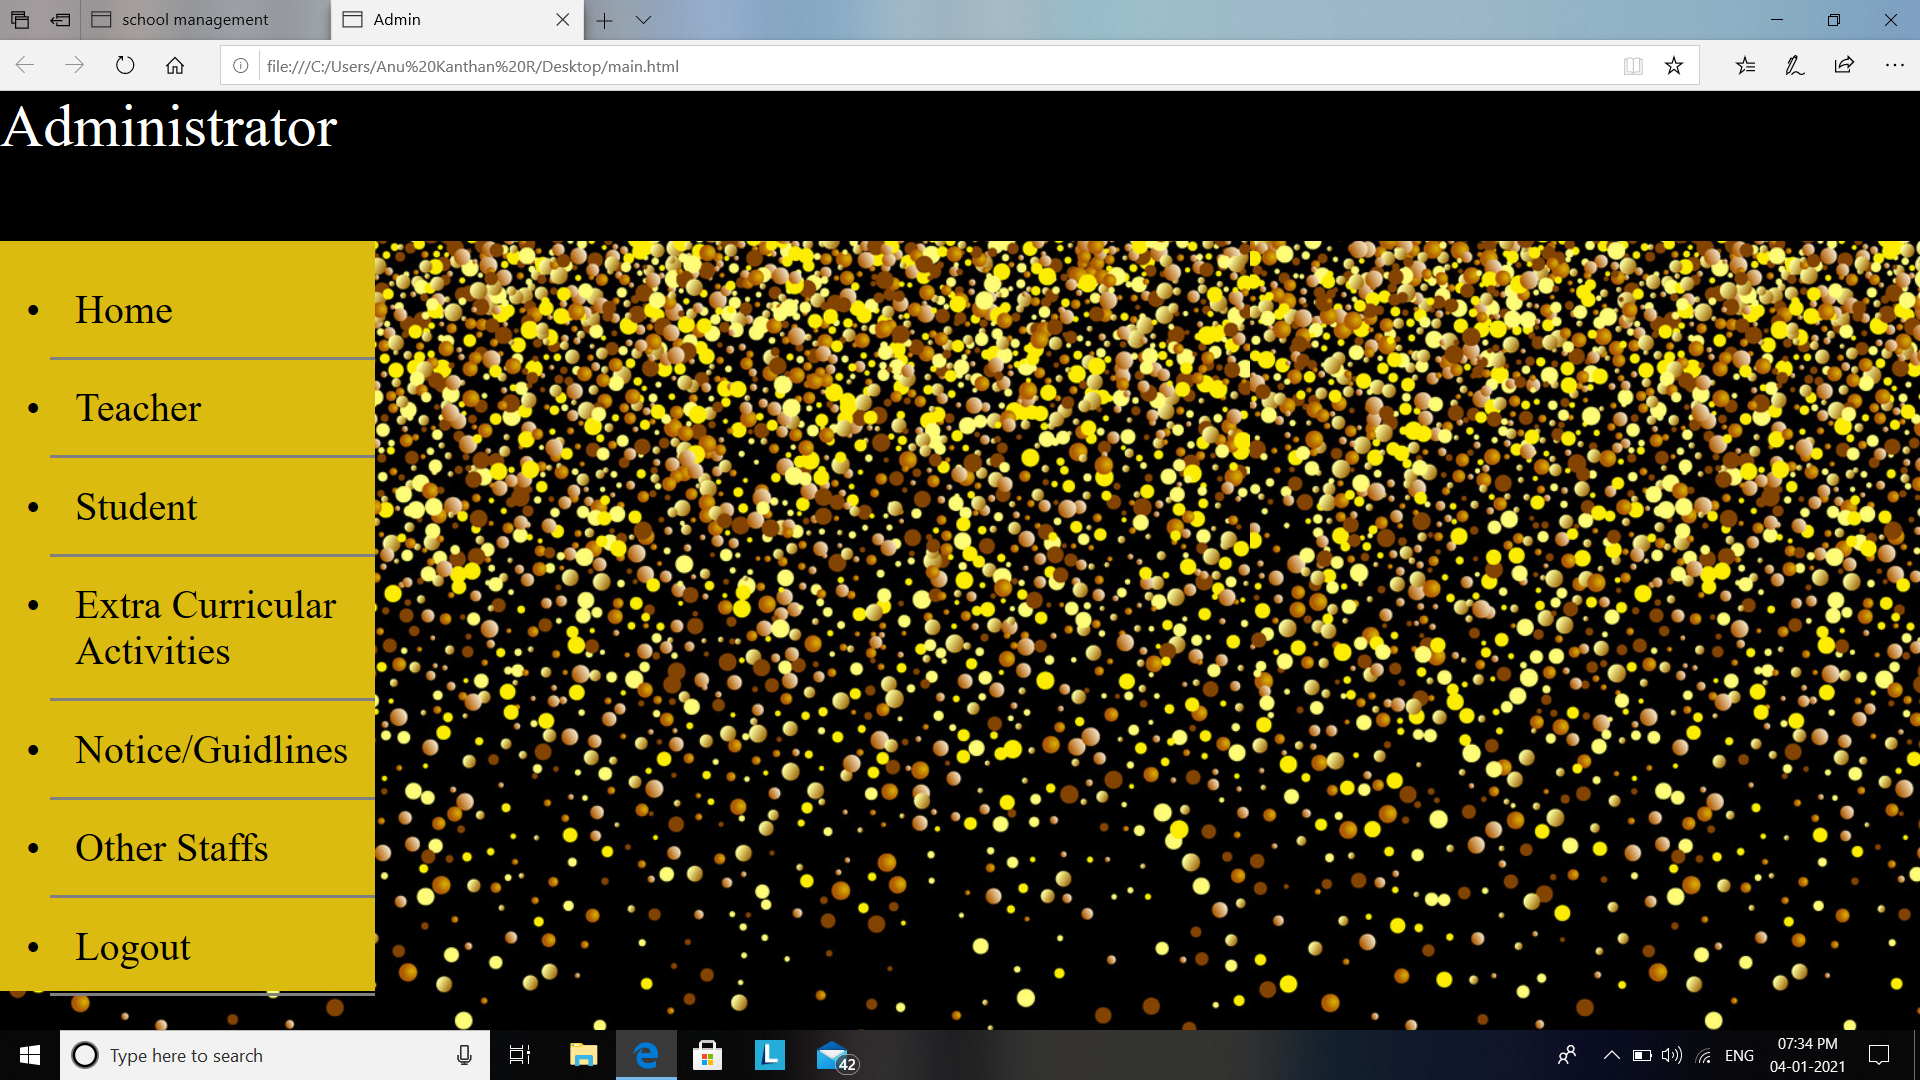 school management
Admin
file:///C:/Users/Anu%20Kanthan%20R/Desktop/main.html
Administrator
• Home
• Teacher
• Student
• Extra Curricular
Activities
• Notice/Guidlines
• Other Staffs
• Logout
Type here to search
L
42
ENG
07:34 PM
04-01-2021